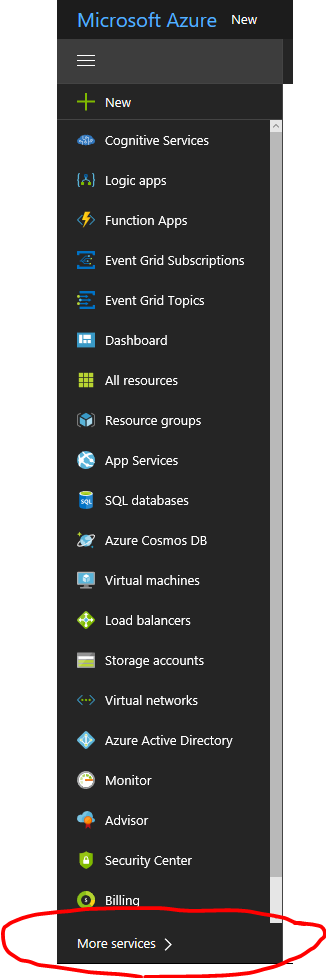 Microsoft Azure New
New
Cognitive Services
Logic apps
Function Apps
Event Grid Subscriptions
Event Grid Topics
Dashboard
All resources
Resource groups
App Services
SQL databases
Azure Cosmos DB
Virtual machines
Load balancers
Storage accounts
Virtual networks
Azure Active Directory
Monitor
Advisor
Security Center
Billing
More services